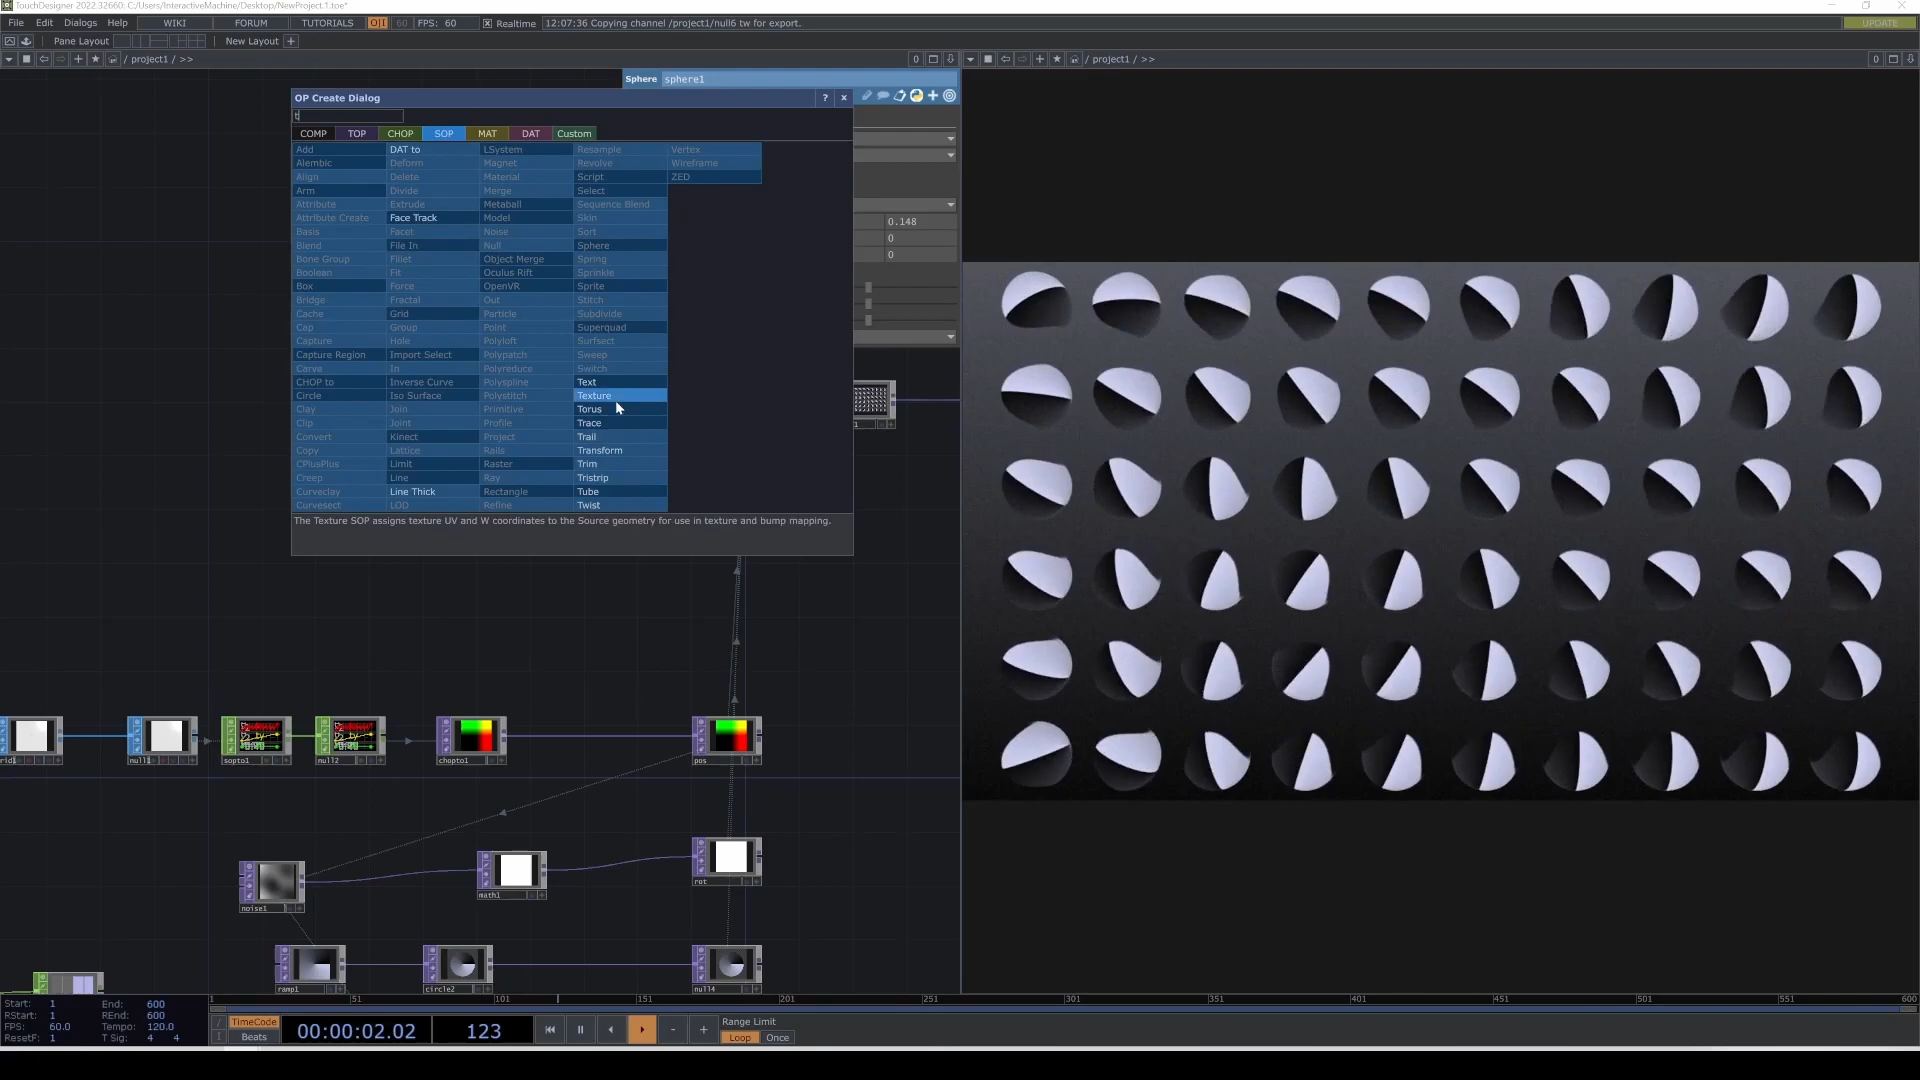 TouchDesigner 2022.32660: C:/Users/InteractiveMachine/Desktop/NewProject.1.toe*
File Edit Dialogs Help WIKI FORUM TUTORIALS O|I 60 FPS: 60 Realtime 12:07:36 Copying channel /project1/null6 tw for export. UPDATE
Pane Layout New Layout +
/ project1 / >> 0 / project1 / >> 0
Sphere sphere1
OP Create Dialog ? x
t
COMP TOP CHOP SOP MAT DAT Custom
Add DAT to LSystem Resample Vertex
Alembic Deform Magnet Revolve Wireframe
Align Delete Material Script ZED
Arm Divide Merge Select
Attribute Extrude Metaball Sequence Blend
Attribute Create Face Track Model Skin
Basis Facet Noise Sort
Blend File In Null Sphere
Bone Group Fillet Object Merge Spring
Boolean Fit Oculus Rift Sprinkle
Box Force OpenVR Sprite
Bridge Fractal Out Stitch
Cache Grid Particle Subdivide
Cap Group Point Superquad
Capture Hole Polyloft Surfsect
Capture Region Import Select Polypatch Sweep
Carve In Polyreduce Switch
CHOP to Inverse Curve Polyspline Text
Circle Iso Surface Polystitch Texture
Clay Join Primitive Torus
Clip Joint Profile Trace
Convert Kinect Project Trail
Copy Lattice Rails Transform
CPlusPlus Limit Raster Trim
Creep Line Ray Tristrip
Curveclay Line Thick Rectangle Tube
Curvesect LOD Refine Twist
The Texture SOP assigns texture UV and W coordinates to the Source geometry for use in texture and bump mapping.
0.148
0
0
1
rid1 null1 sopto1 null2 chopto1 pos
noise1 math1 rot
ramp1 circle2 null4
1 51 101 151 201 251 301 351 401 451 501 551 600
Start: 1 End: 600
RStart: 1 REnd: 600
FPS: 60.0 Tempo: 120.0
ResetF: 1 T Sig: 4 4
TimeCode
Beats
00:00:02.02 123
- +
Range Limit
Loop Once